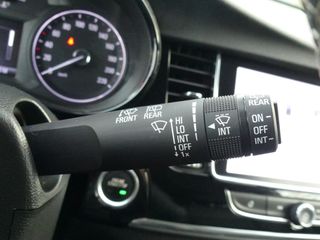 FRONT REAR
HI
LO
INT
OFF
1x
INT
REAR
ON
OFF
INT